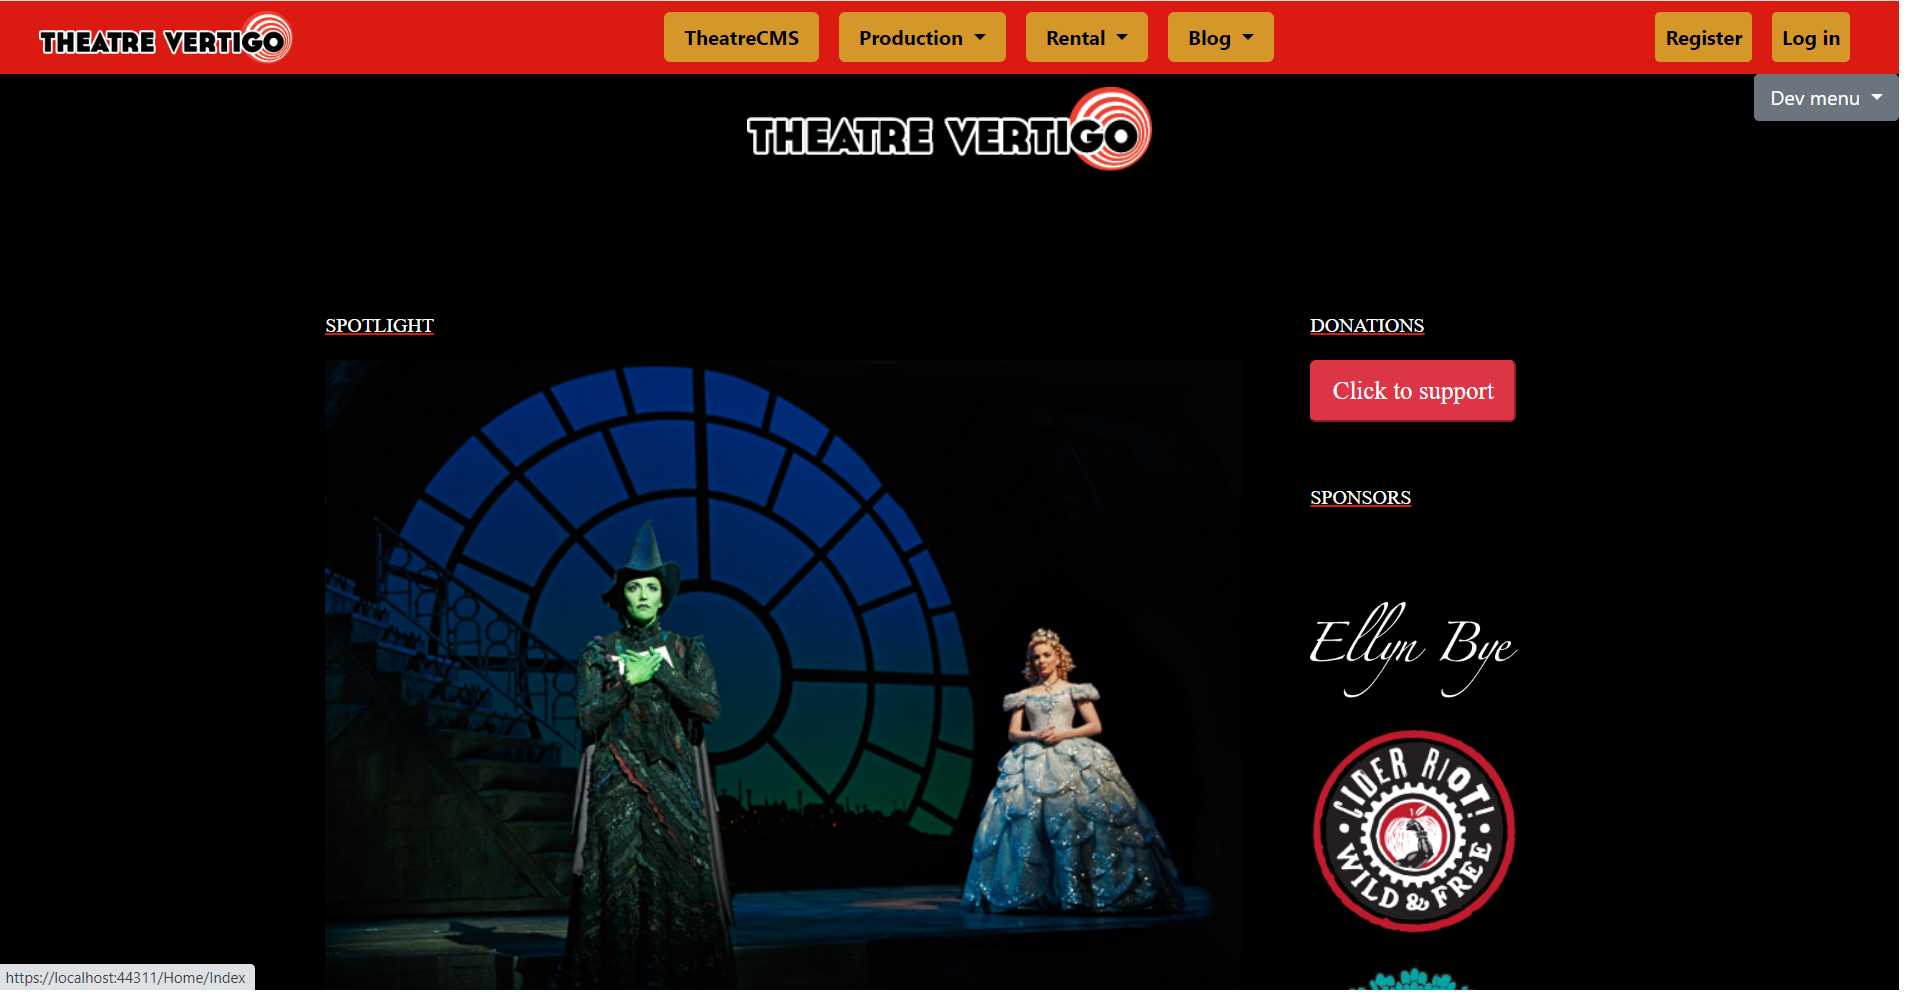 THEATRE VERTIGO
TheatreCMS
Production
Rental
Blog
Register
Log in
Dev menu
THEATRE VERTIGO
SPOTLIGHT
DONATIONS
Click to support
SPONSORS
Ellyn Bye
CIDER RIOT!
WILD & FREE
https://localhost:44311/Home/Index